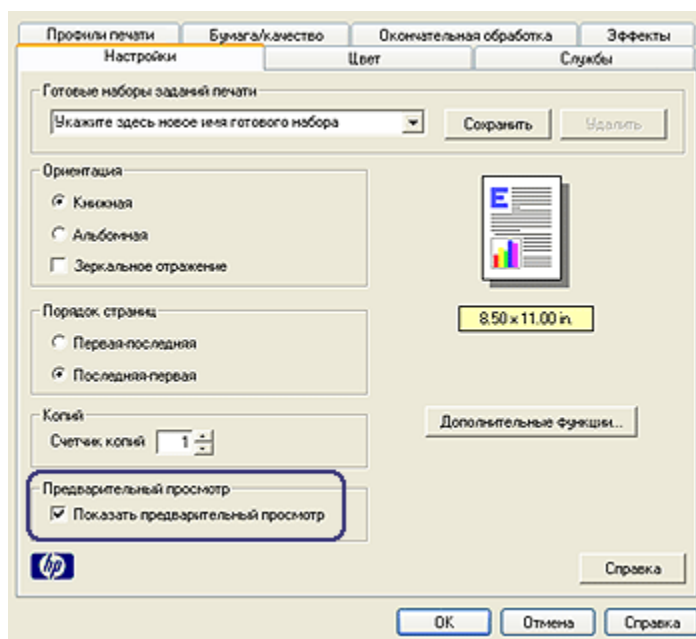 Профили печати Бумага/качество Окончательная обработка Эффекты
Настройки Цвет Службы
Готовые наборы заданий печати
Укажите здесь новое имя готового набора Сохранить Удалить
Ориентация
Книжная
Альбомная
Зеркальное отражение
E
8.50 x 11.00 in.
Порядок страниц
Первая-последняя
Последняя-первая
Копий
Счетчик копий 1
Дополнительные функции...
Предварительный просмотр
Показать предварительный просмотр
hp
Справка
OK Отмена Справка